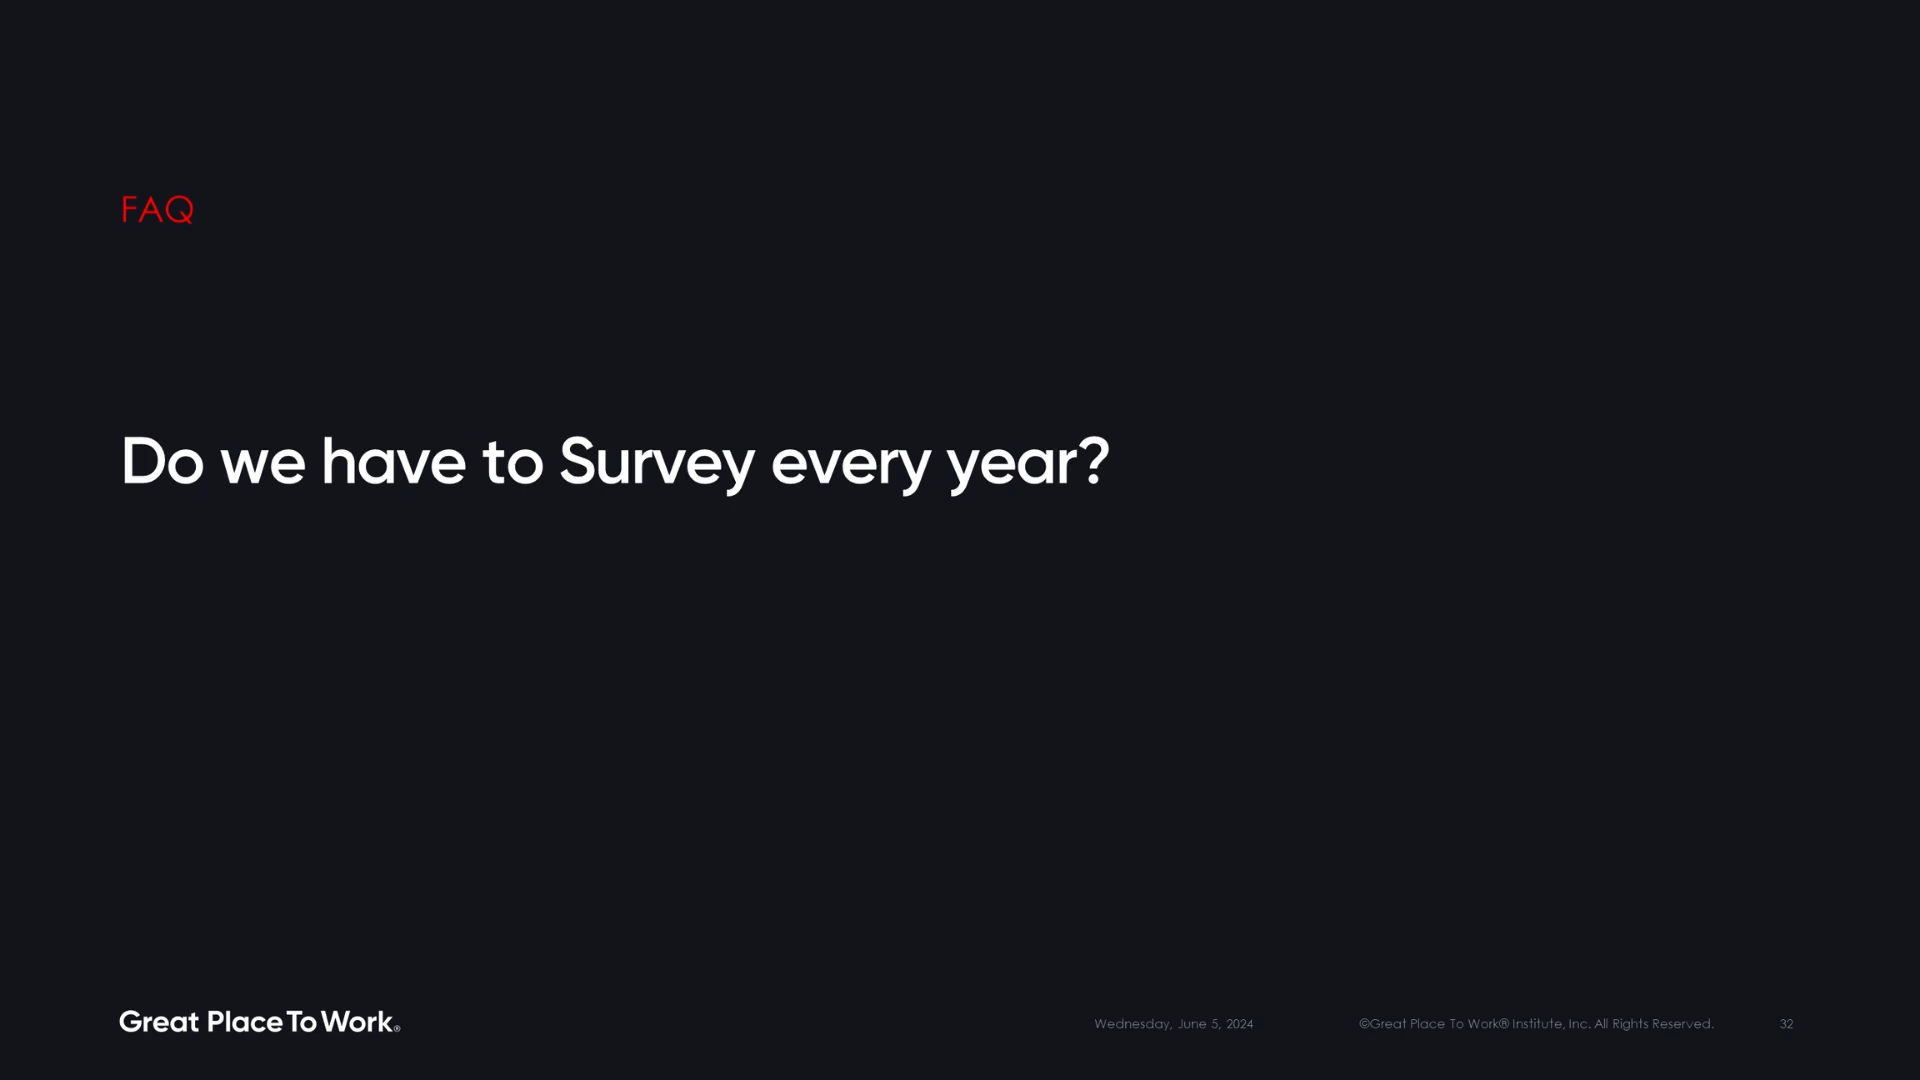 FAQ
Do we have to Survey every year?
Great Place To Work®
Wednesday, June 5, 2024
©Great Place To Work® Institute, Inc. All Rights Reserved.
32